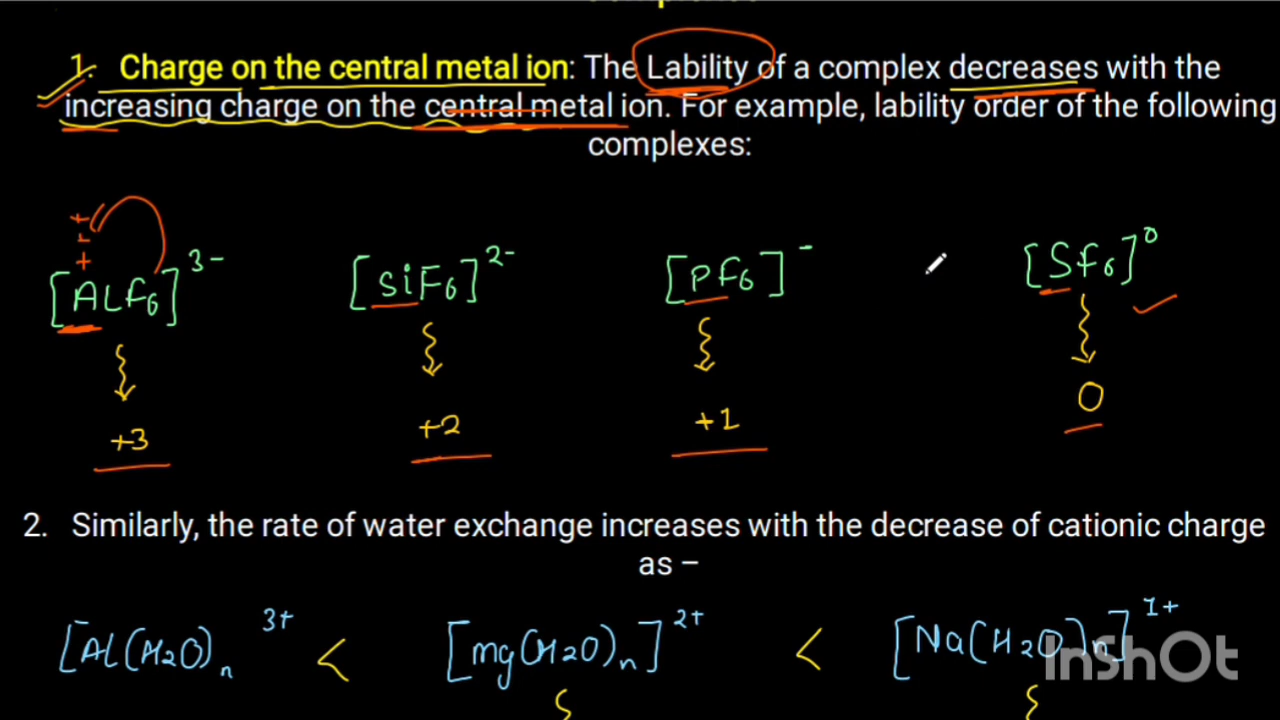 1. Charge on the central metal ion: The Lability of a complex decreases with the
increasing charge on the central metal ion. For example, lability order of the following
complexes:
+ + +
[ALF6]3- [SiF6]2- [PF6]- [SF6]0
+3 +2 +1 0
2. Similarly, the rate of water exchange increases with the decrease of cationic charge
as –
[Al(H2O)n 3+ < [mg(H2O)n]2+ < [Na(H2O)n]1+
InShOt